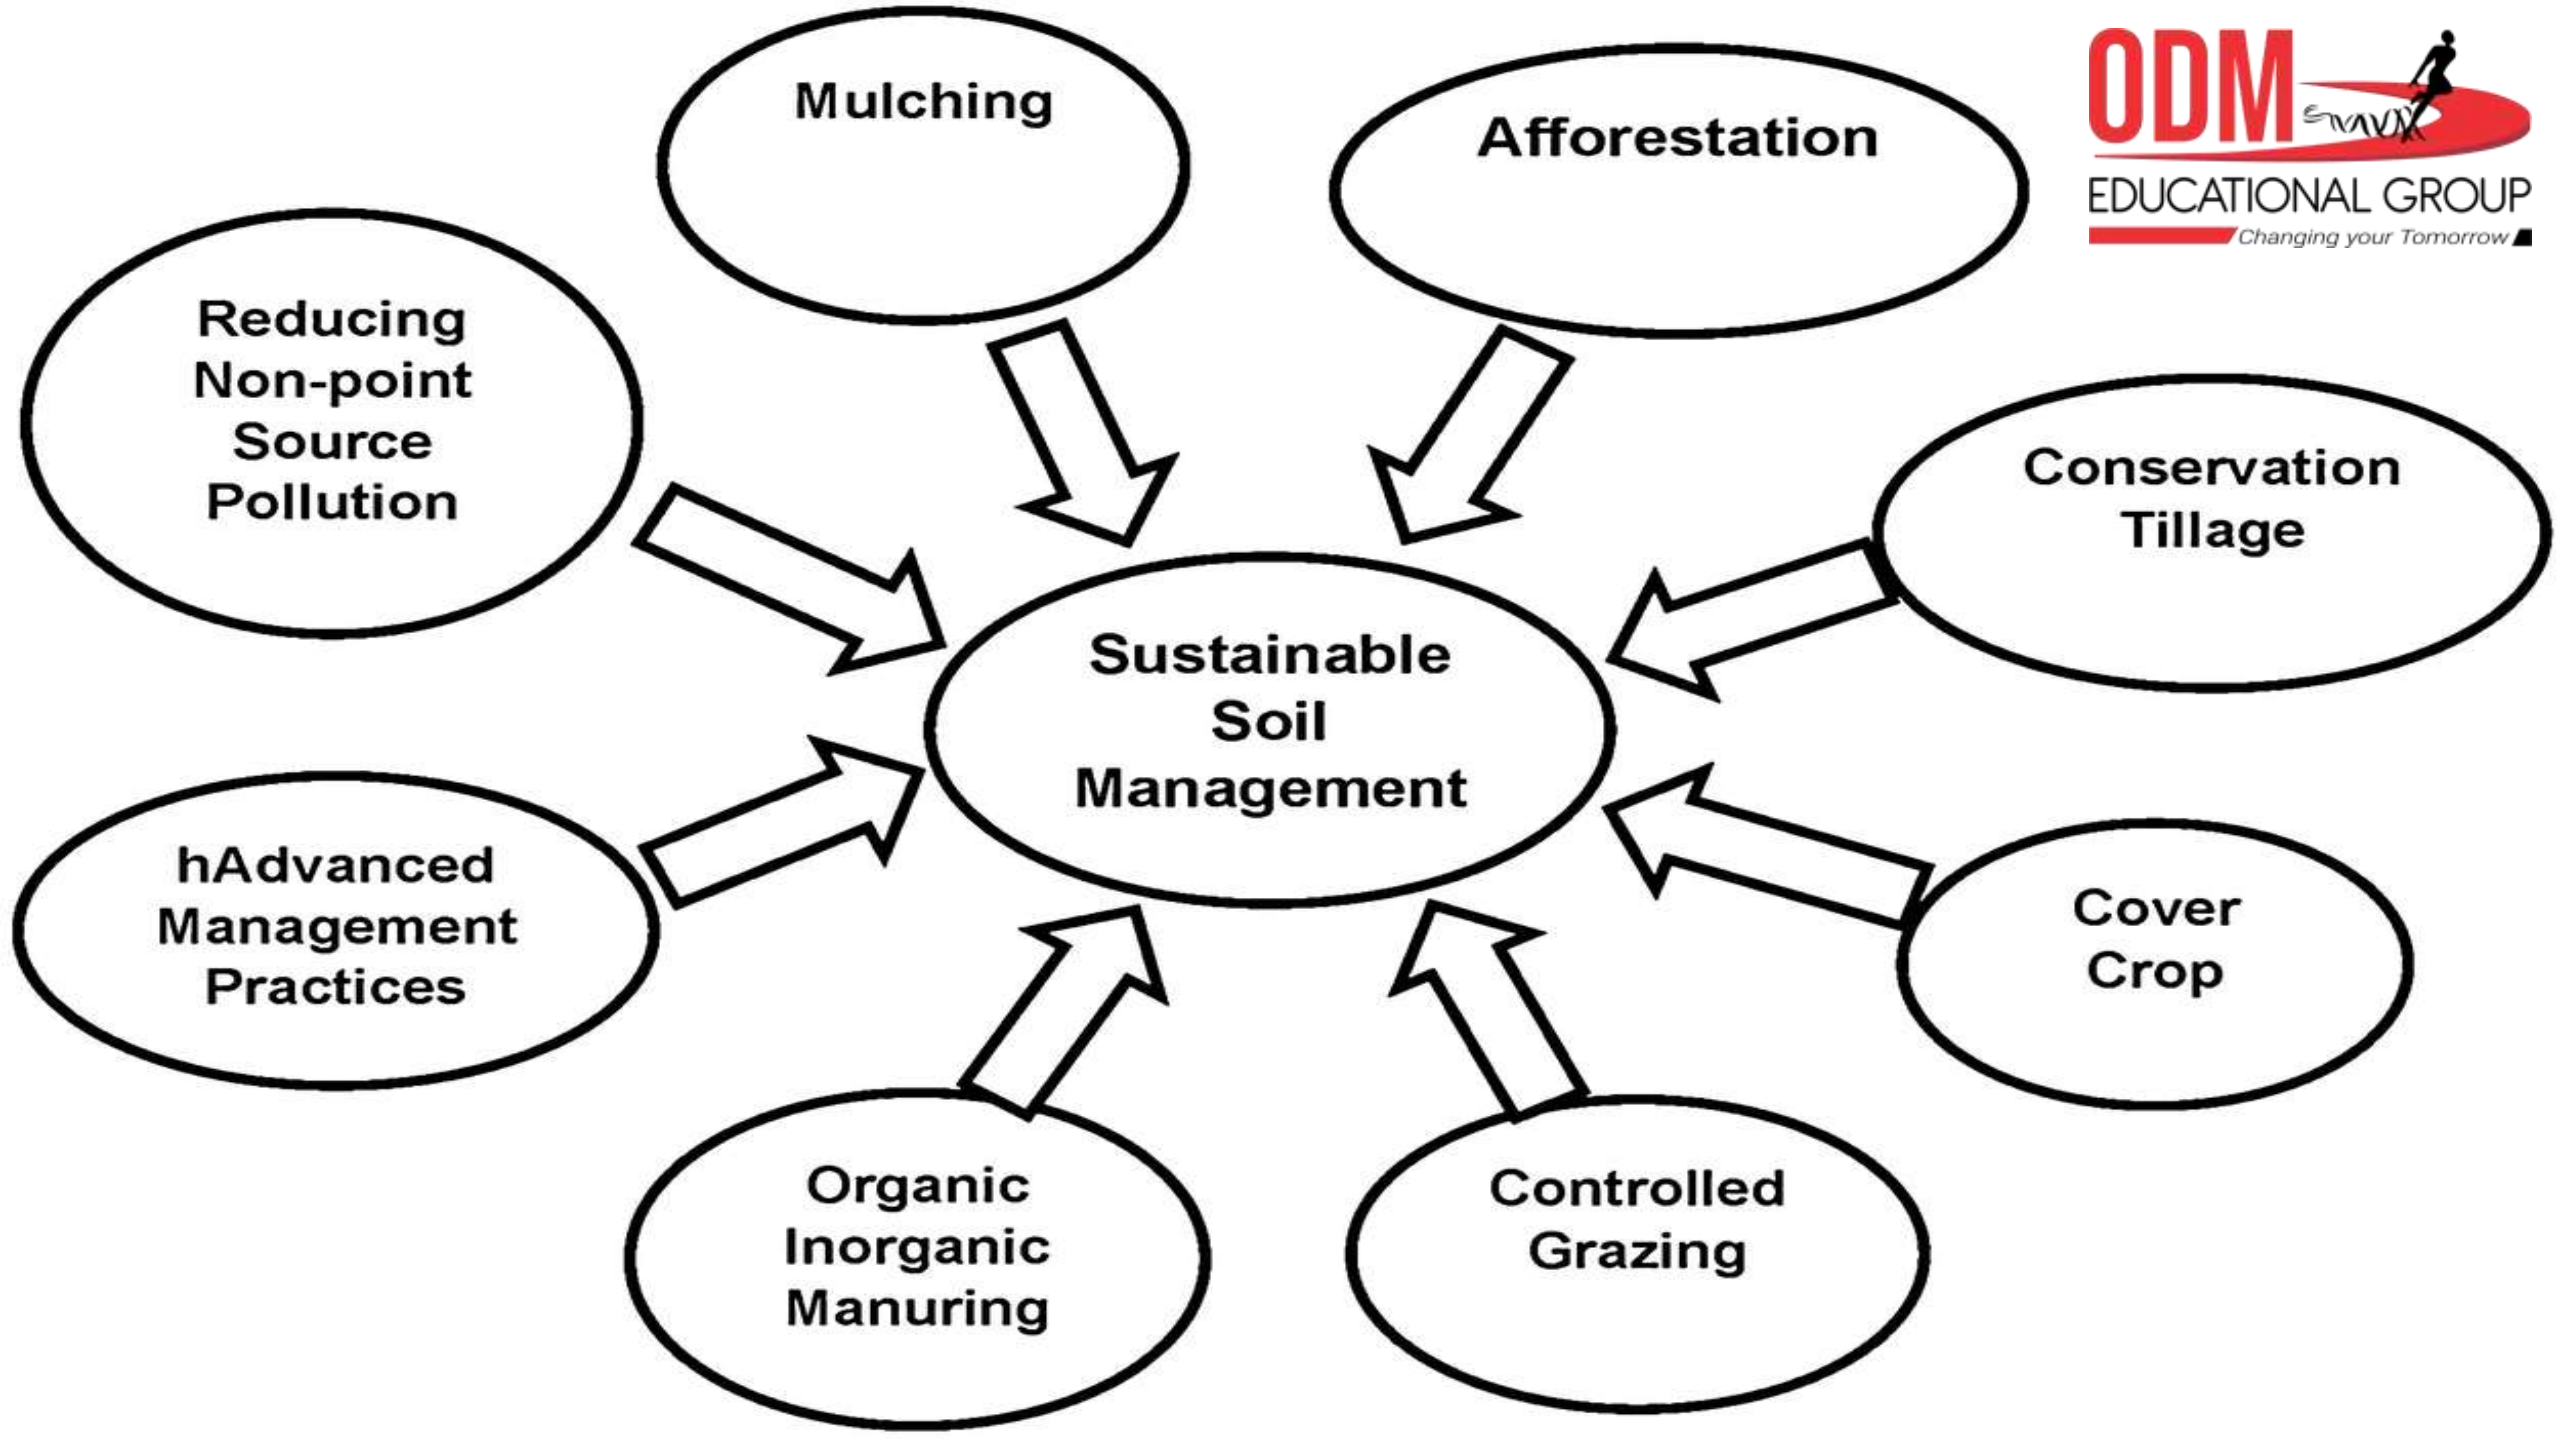 Mulching
Afforestation
ODM
EDUCATIONAL GROUP
Changing your Tomorrow
Reducing
Non-point
Source
Pollution
Conservation
Tillage
Sustainable
Soil
Management
hAdvanced
Management
Practices
Cover
Crop
Organic
Inorganic
Manuring
Controlled
Grazing